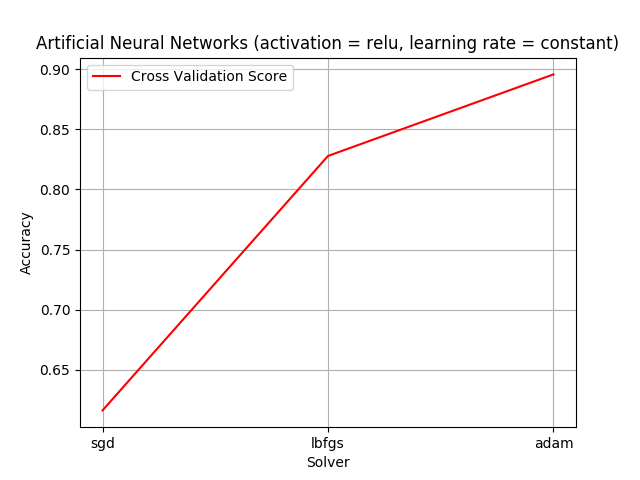 Artificial Neural Networks (activation = relu, learning rate = constant)
Cross Validation Score
0.90
0.85
0.80
0.75
0.70
0.65
Accuracy
sgd lbfgs adam
Solver